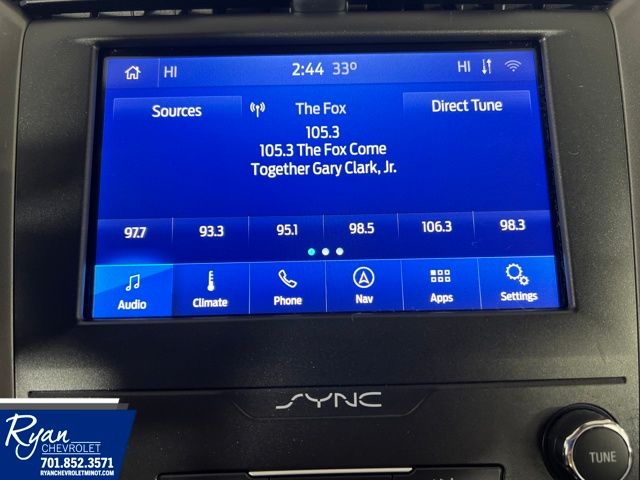 HI 2:44 33° HI
Sources The Fox Direct Tune
105.3
105.3 The Fox Come
Together Gary Clark, Jr.
97.7 93.3 95.1 98.5 106.3 98.3
Audio Climate Phone Nav Apps Settings
SYNC
TUNE
Ryan
CHEVROLET
701.852.3571
RYANCHEVROLETMINOT.COM